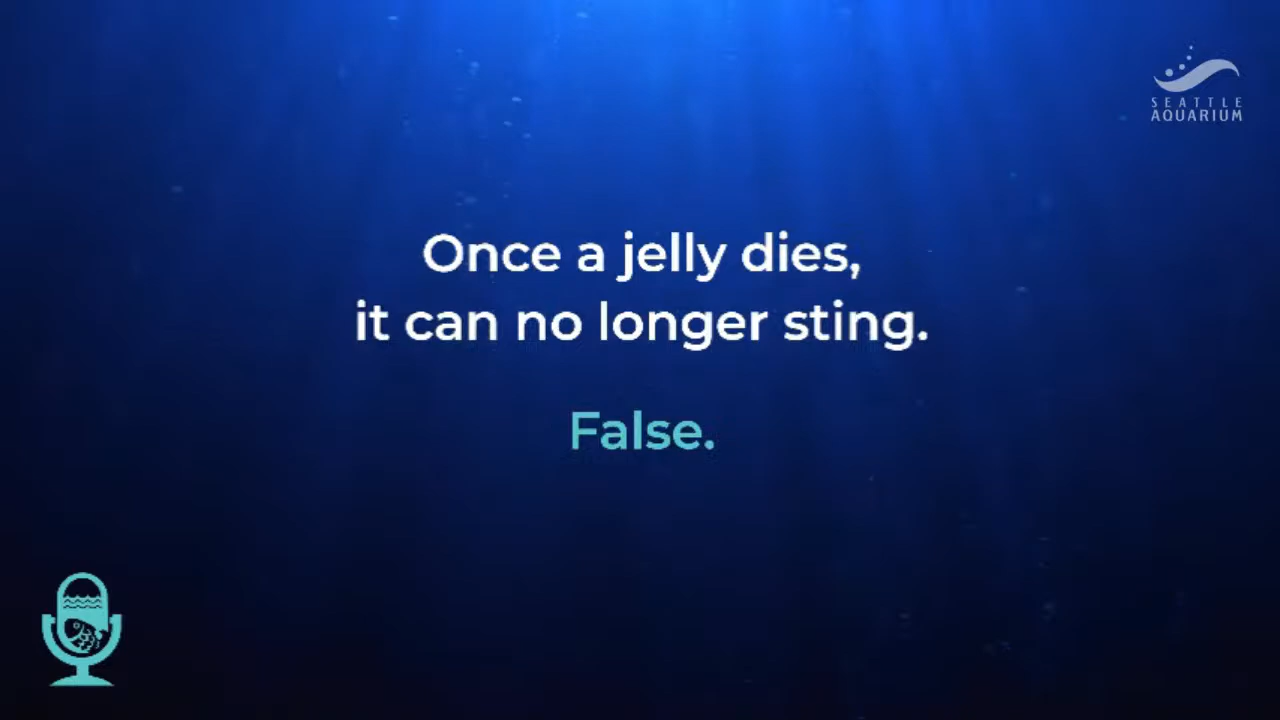 SEATTLE
AQUARIUM
Once a jelly dies,
it can no longer sting.
False.